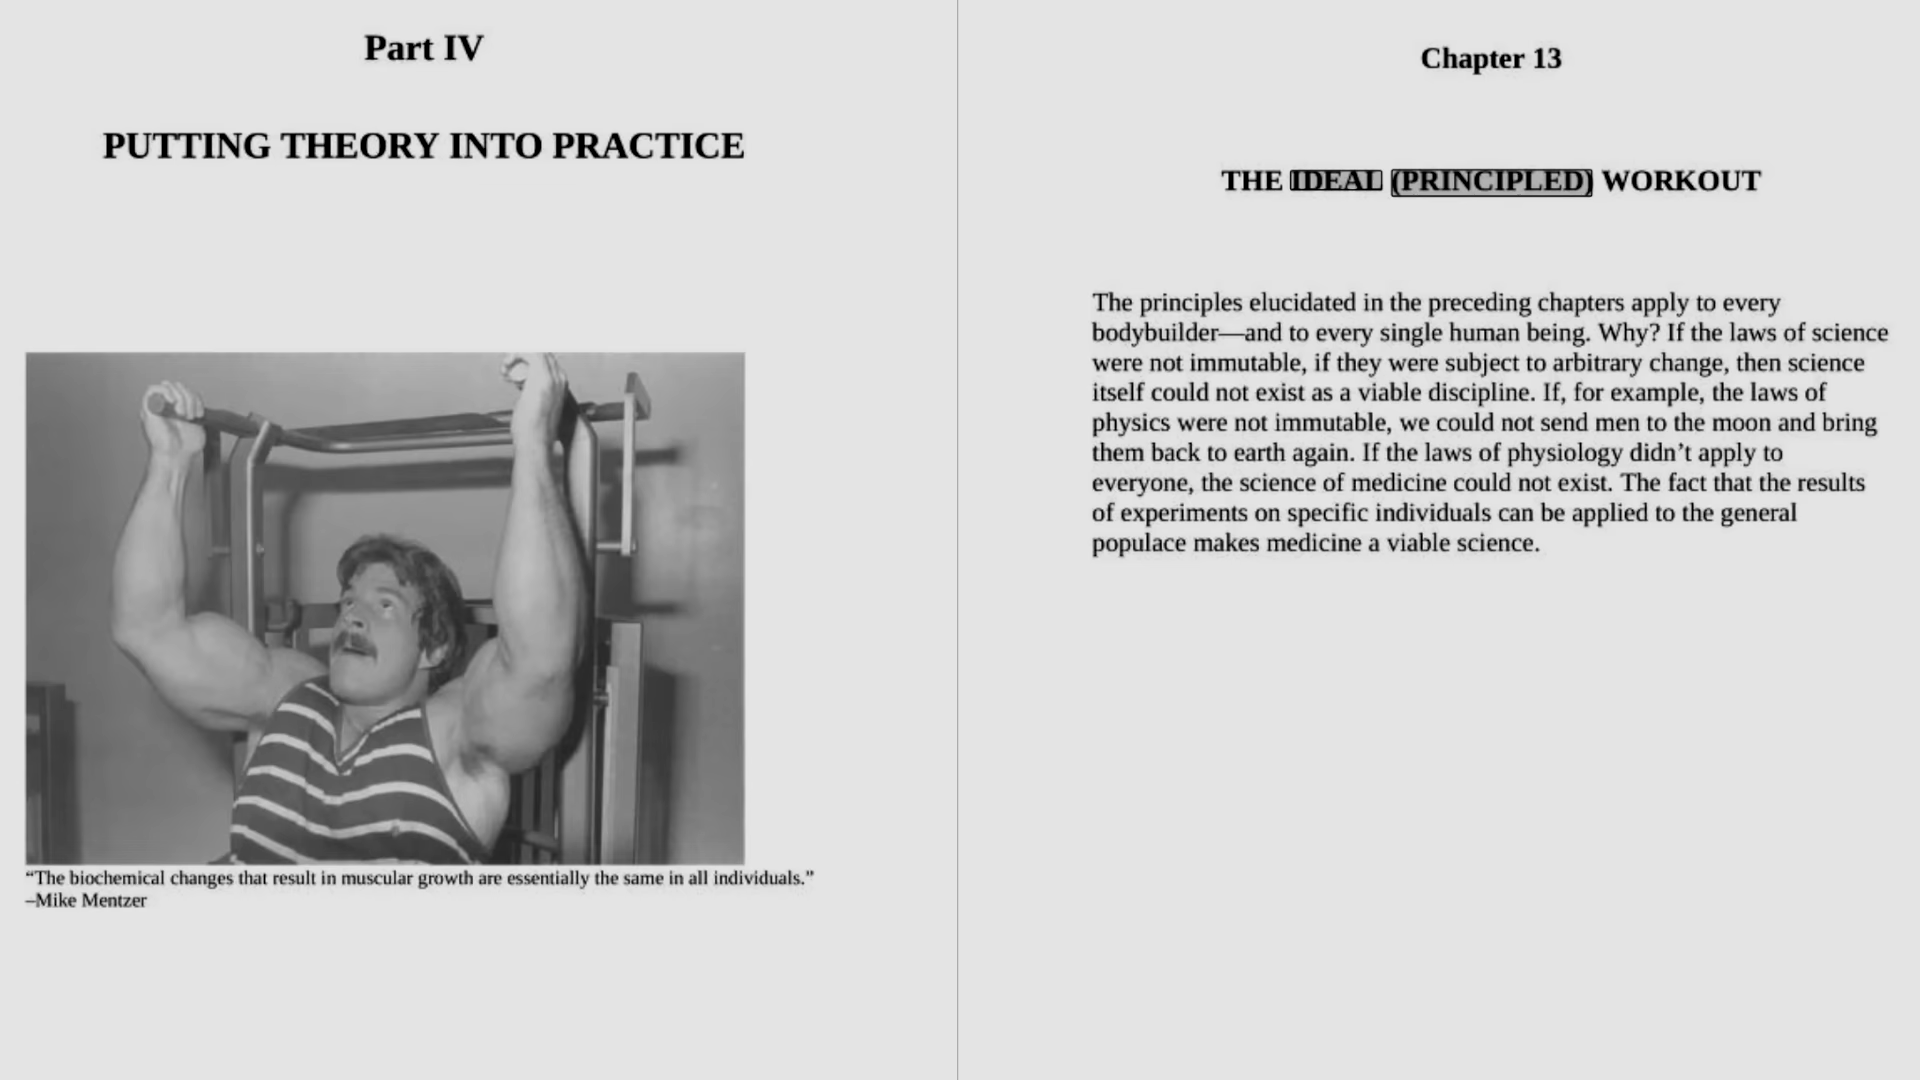 Part IV
PUTTING THEORY INTO PRACTICE
“The biochemical changes that result in muscular growth are essentially the same in all individuals.”
–Mike Mentzer
Chapter 13
THE IDEAL (PRINCIPLED) WORKOUT
The principles elucidated in the preceding chapters apply to every
bodybuilder—and to every single human being. Why? If the laws of science
were not immutable, if they were subject to arbitrary change, then science
itself could not exist as a viable discipline. If, for example, the laws of
physics were not immutable, we could not send men to the moon and bring
them back to earth again. If the laws of physiology didn’t apply to
everyone, the science of medicine could not exist. The fact that the results
of experiments on specific individuals can be applied to the general
populace makes medicine a viable science.